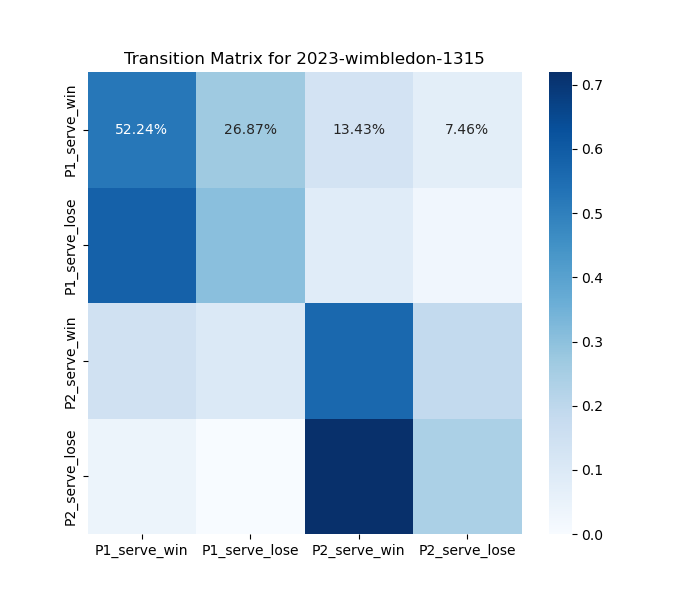 Transition Matrix for 2023-wimbledon-1315
P1_serve_win
52.24%
26.87%
13.43%
7.46%
P1_serve_lose
P2_serve_win
P2_serve_lose
P1_serve_win
P1_serve_lose
P2_serve_win
P2_serve_lose
0.7
0.6
0.5
0.4
0.3
0.2
0.1
0.0